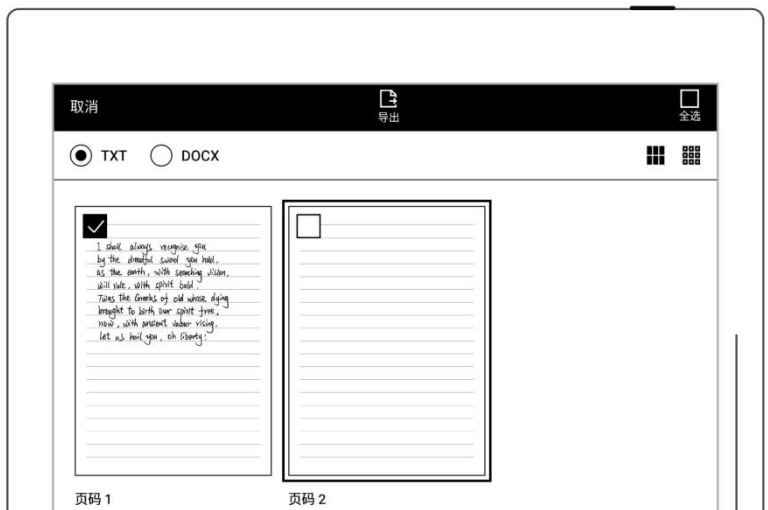 取消
导出
全选
TXT
DOCX
I shall always recognise you
by the dreadful sword you hold,
as the earth, with searching vision,
will rule, with spirit bold.
Twas the Greeks of old whose dying
brought to birth our spirit free,
now, with ancient valour rising,
let us hail you, oh liberty!
页码 1
页码 2